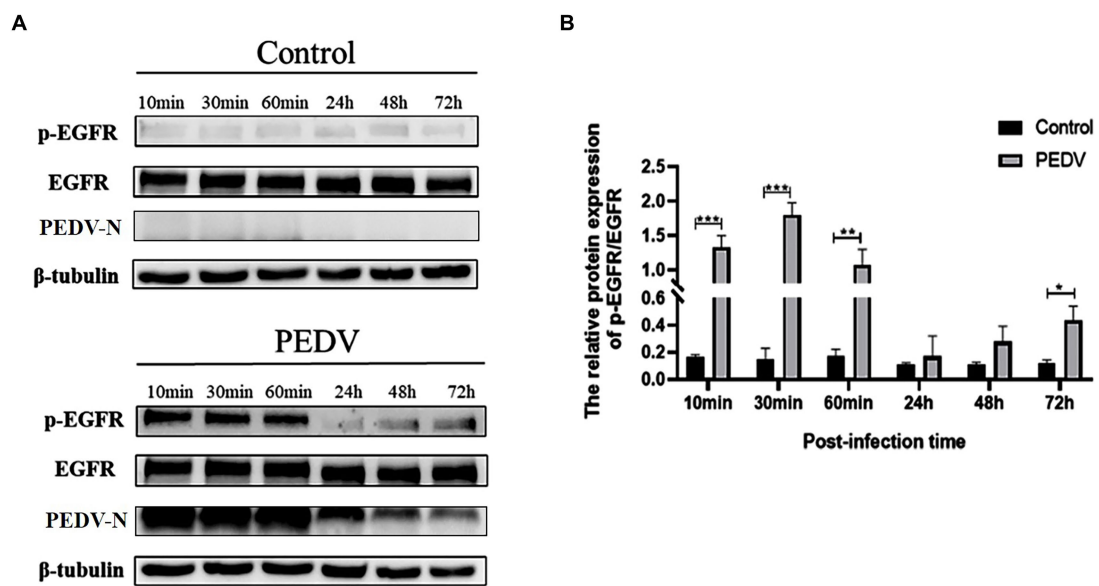 A
Control
10min 30min 60min 24h 48h 72h
p-EGFR
EGFR
PEDV-N
β-tubulin
PEDV
10min 30min 60min 24h 48h 72h
p-EGFR
EGFR
PEDV-N
β-tubulin
B
Control
PEDV
The relative protein expression
of p-EGFR/EGFR
2.5
2.0
1.5
1.0
0.6
0.4
0.2
0.0
***
***
**
*
10min 30min 60min 24h 48h 72h
Post-infection time